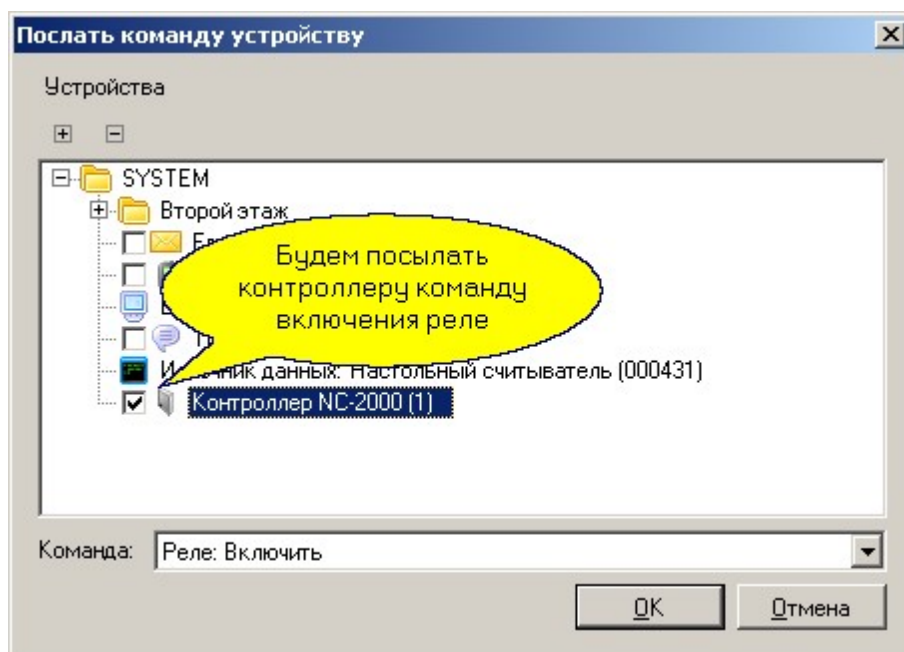 Послать команду устройству
Устройства
SYSTEM
Второй этаж
Будем посылать
контроллеру команду
включения реле
данных: Настольный считыватель (000431)
Контроллер NC-2000 (1)
Команда:
Реле: Включить
OK
Отмена